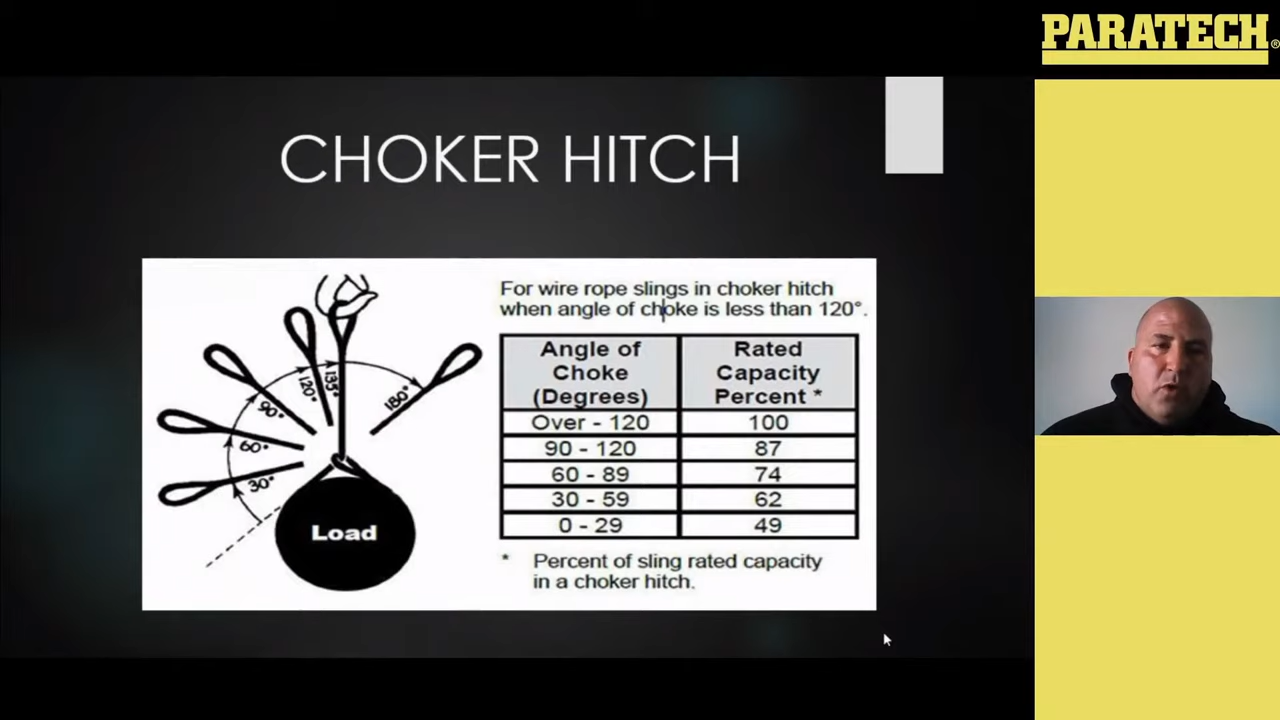 PARATECH®
CHOKER HITCH
For wire rope slings in choker hitch
when angle of choke is less than 120°.
Angle of Choke (Degrees) Rated Capacity Percent *
Over - 120 100
90 - 120 87
60 - 89 74
30 - 59 62
0 - 29 49
* Percent of sling rated capacity
in a choker hitch.
30°
60°
90°
120°
135°
180°
Load